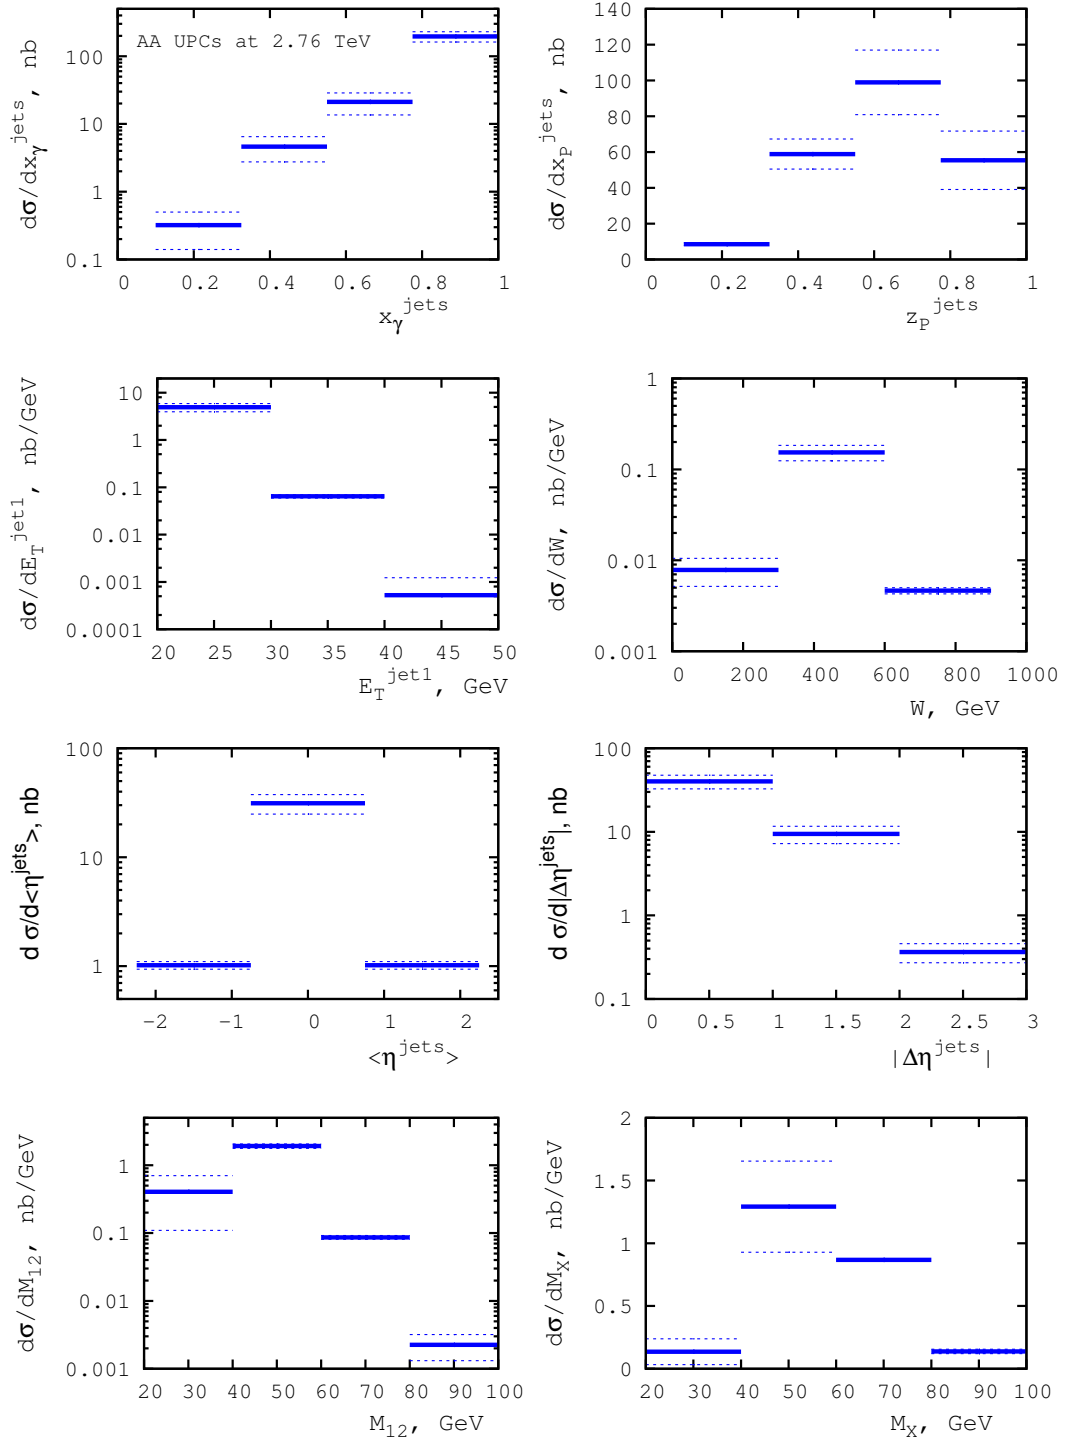 AA UPCs at 2.76 TeV
dσ/dx_γ^jets, nb
100
10
1
0.1
0 0.2 0.4 0.6 0.8 1
x_γ^jets
dσ/dx_P^jets, nb
140
120
100
80
60
40
20
0
0 0.2 0.4 0.6 0.8 1
z_P^jets
dσ/dE_T^jet1, nb/GeV
10
1
0.1
0.01
0.001
0.0001
20 25 30 35 40 45 50
E_T^jet1, GeV
dσ/dW, nb/GeV
1
0.1
0.01
0.001
0 200 400 600 800 1000
W, GeV
d σ/d<η^jets>, nb
100
10
1
−2 −1 0 1 2
<η^jets>
d σ/d|Δη^jets|, nb
100
10
1
0.1
0 0.5 1 1.5 2 2.5 3
|Δη^jets|
dσ/dM_12, nb/GeV
1
0.1
0.01
0.001
20 30 40 50 60 70 80 90 100
M_12, GeV
dσ/dM_X, nb/GeV
2
1.5
1
0.5
0
20 30 40 50 60 70 80 90 100
M_X, GeV